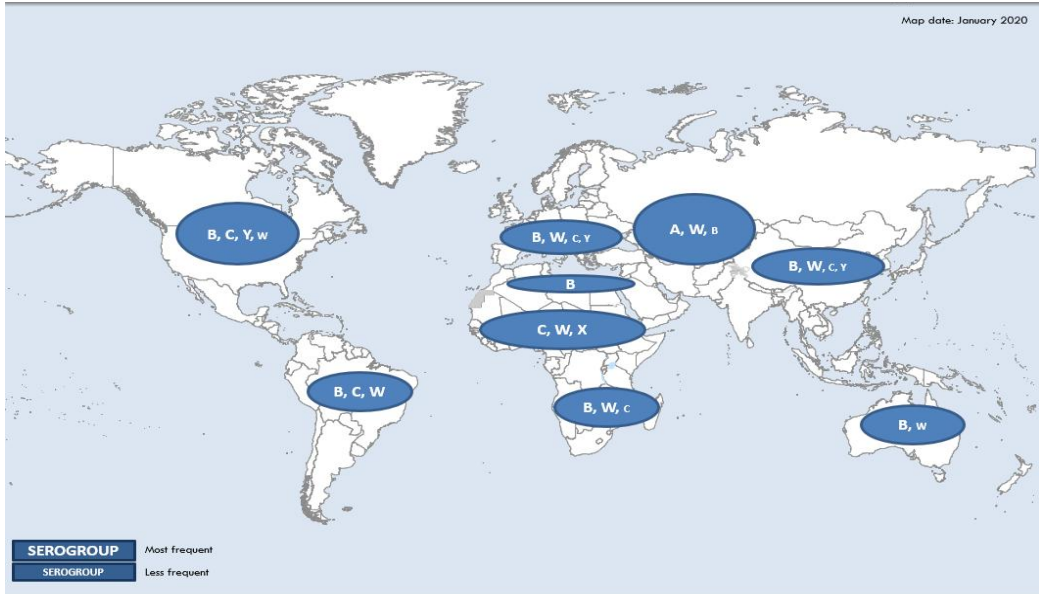 Map date: January 2020
B, C, Y, W
B, W, C, Y
A, W, B
B, W, C, Y
B
C, W, X
B, C, W
B, W, C
B, W
SEROGROUP Most frequent
SEROGROUP Less frequent